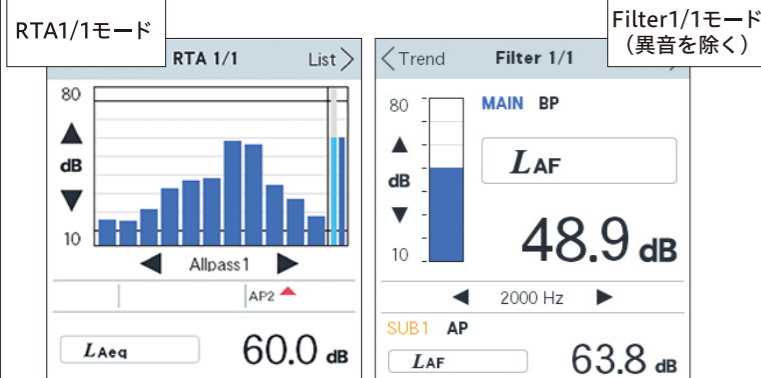 RTA1/1モード
RTA 1/1
List
80
dB
10
Allpass1
AP2
LAeq
60.0 dB
Filter1/1モード
（異音を除く）
Trend
Filter 1/1
80
dB
10
MAIN BP
LAF
48.9 dB
2000 Hz
SUB1 AP
LAF
63.8 dB